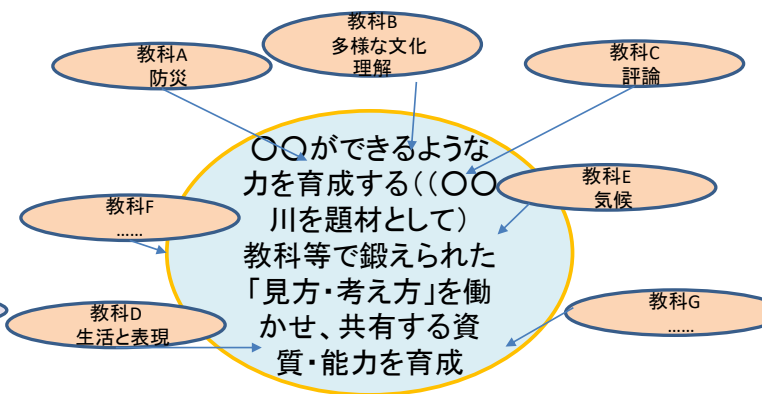 教科A
防災
教科B
多様な文化
理解
教科C
評論
〇〇ができるような
力を育成する((〇〇
川を題材として)
教科等で鍛えられた
「見方・考え方」を働
かせ、共有する資
質・能力を育成
教科E
気候
教科F
……
教科D
生活と表現
教科G
……